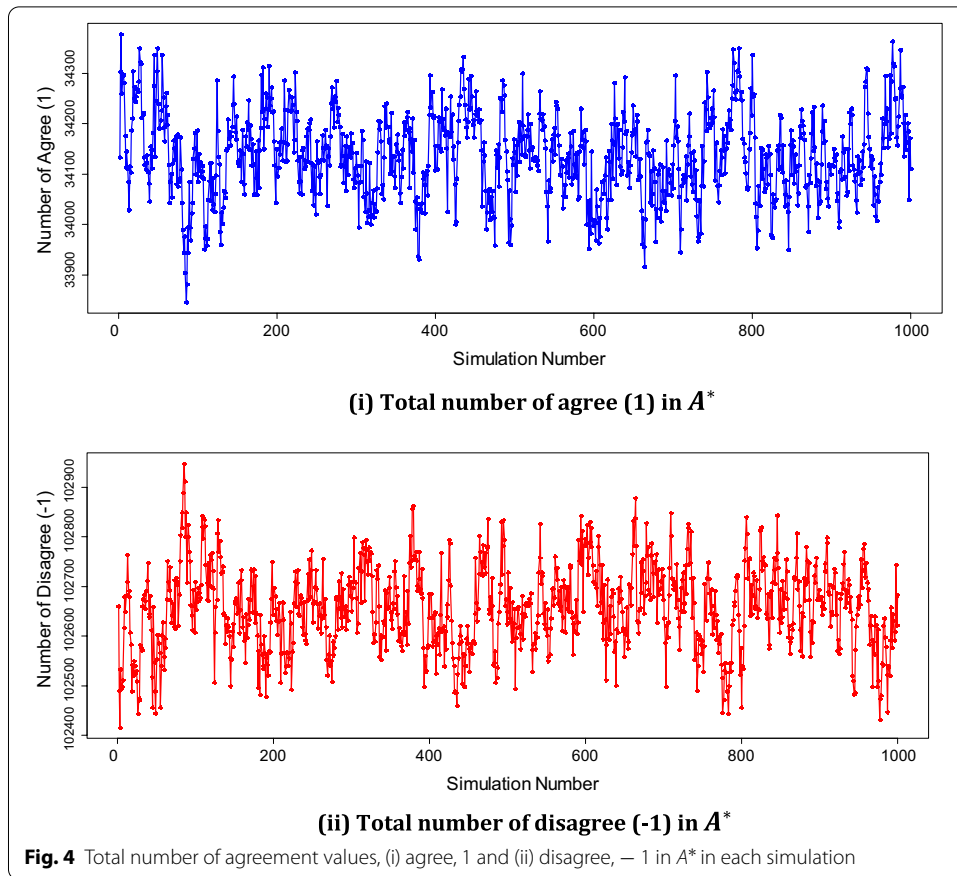 Number of Agree (1)
34300
34200
34100
34000
33900
0 200 400 600 800 1000
Simulation Number
(i) Total number of agree (1) in A*
Number of Disagree (-1)
102900
102800
102700
102600
102500
102400
0 200 400 600 800 1000
Simulation Number
(ii) Total number of disagree (-1) in A*
Fig. 4 Total number of agreement values, (i) agree, 1 and (ii) disagree, − 1 in A* in each simulation